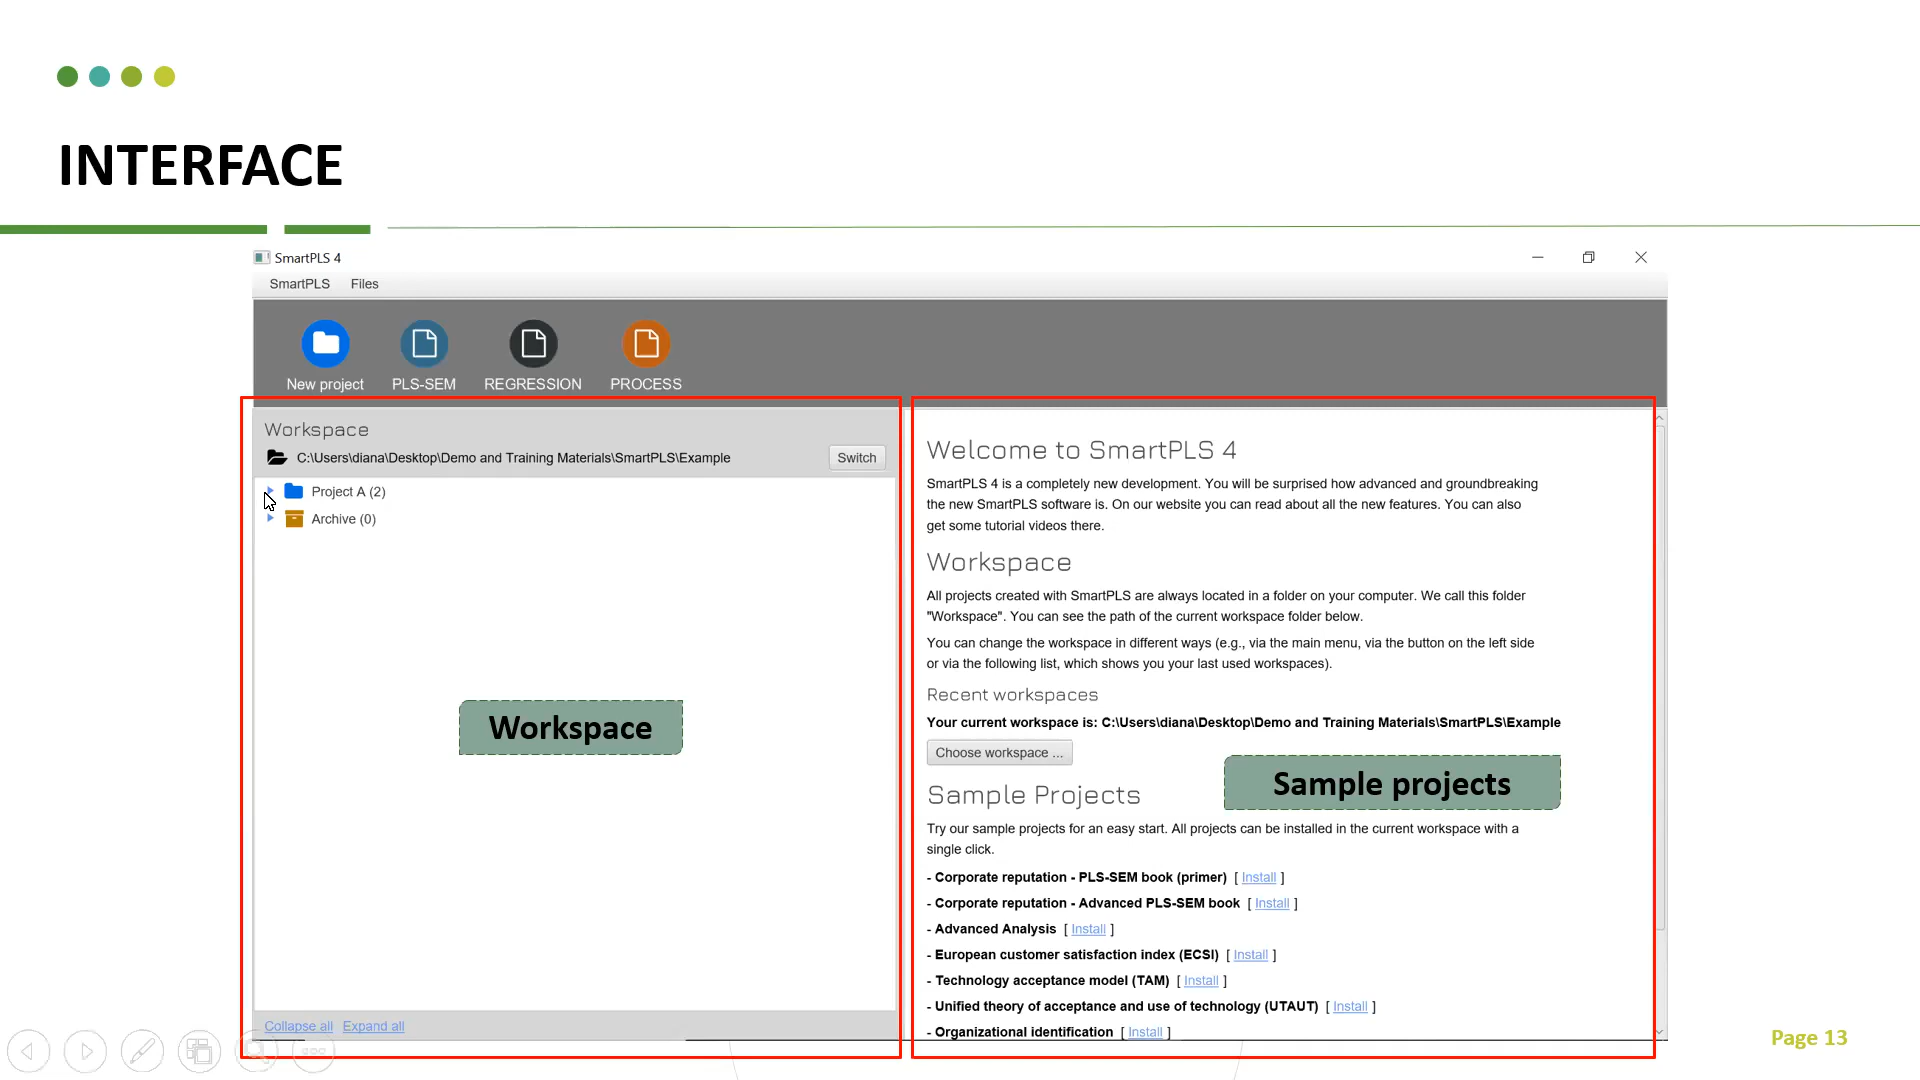 INTERFACE
SmartPLS 4
SmartPLS Files
New project PLS-SEM REGRESSION PROCESS
Workspace
C:\Users\diana\Desktop\Demo and Training Materials\SmartPLS\Example Switch
Project A (2)
Archive (0)
Workspace
Collapse all Expand all
Welcome to SmartPLS 4
SmartPLS 4 is a completely new development. You will be surprised how advanced and groundbreaking
the new SmartPLS software is. On our website you can read about all the new features. You can also
get some tutorial videos there.
Workspace
All projects created with SmartPLS are always located in a folder on your computer. We call this folder
"Workspace". You can see the path of the current workspace folder below.
You can change the workspace in different ways (e.g., via the main menu, via the button on the left side
or via the following list, which shows you your last used workspaces).
Recent workspaces
Your current workspace is: C:\Users\diana\Desktop\Demo and Training Materials\SmartPLS\Example
Choose workspace ...
Sample projects
Sample Projects
Try our sample projects for an easy start. All projects can be installed in the current workspace with a
single click.
- Corporate reputation - PLS-SEM book (primer) [ Install ]
- Corporate reputation - Advanced PLS-SEM book [ Install ]
- Advanced Analysis [ Install ]
- European customer satisfaction index (ECSI) [ Install ]
- Technology acceptance model (TAM) [ Install ]
- Unified theory of acceptance and use of technology (UTAUT) [ Install ]
- Organizational identification [ Install ]
Page 13